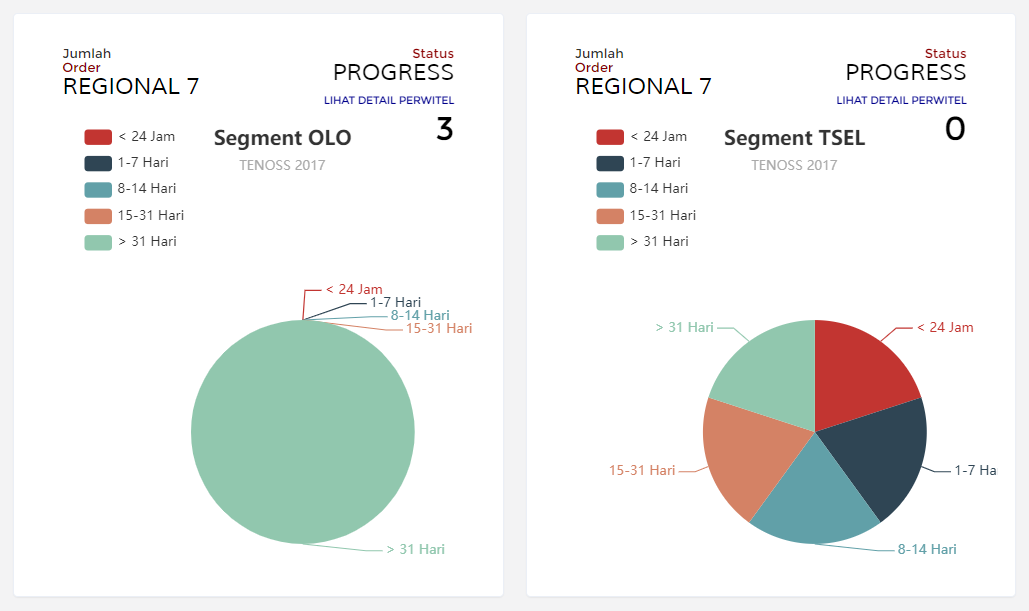 Jumlah
Order
REGIONAL 7
Status
PROGRESS
LIHAT DETAIL PERWITEL
3
< 24 Jam
1-7 Hari
8-14 Hari
15-31 Hari
> 31 Hari
Segment OLO
TENOSS 2017
< 24 Jam
1-7 Hari
8-14 Hari
15-31 Hari
> 31 Hari
Jumlah
Order
REGIONAL 7
Status
PROGRESS
LIHAT DETAIL PERWITEL
0
< 24 Jam
1-7 Hari
8-14 Hari
15-31 Hari
> 31 Hari
Segment TSEL
TENOSS 2017
> 31 Hari
< 24 Jam
15-31 Hari
1-7 Ha
8-14 Hari